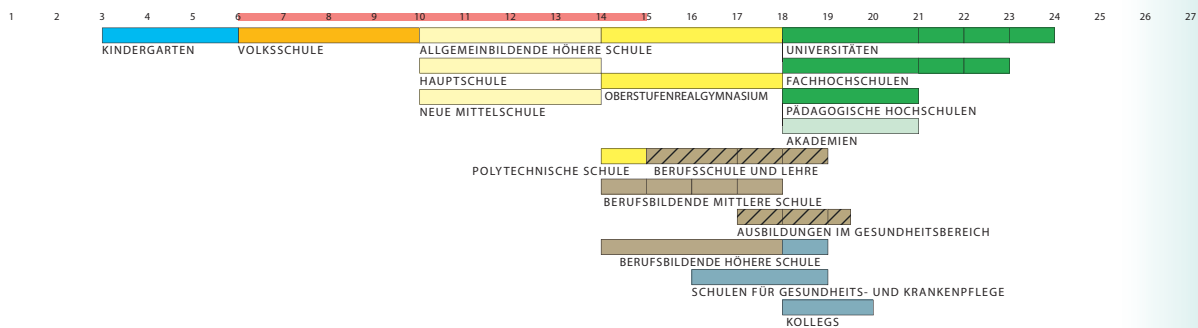 1 2 3 4 5 6 7 8 9 10 11 12 13 14 15 16 17 18 19 20 21 22 23 24 25 26 27
KINDERGARTEN VOLKSSCHULE ALLGEMEINBILDENDE HÖHERE SCHULE UNIVERSITÄTEN
HAUPTSCHULE FACHHOCHSCHULEN
OBERSTUFENREALGYMNASIUM
NEUE MITTELSCHULE PÄDAGOGISCHE HOCHSCHULEN
AKADEMIEN
POLYTECHNISCHE SCHULE BERUFSSCHULE UND LEHRE
BERUFSBILDENDE MITTLERE SCHULE
AUSBILDUNGEN IM GESUNDHEITSBEREICH
BERUFSBILDENDE HÖHERE SCHULE
SCHULEN FÜR GESUNDHEITS- UND KRANKENPFLEGE
KOLLEGS